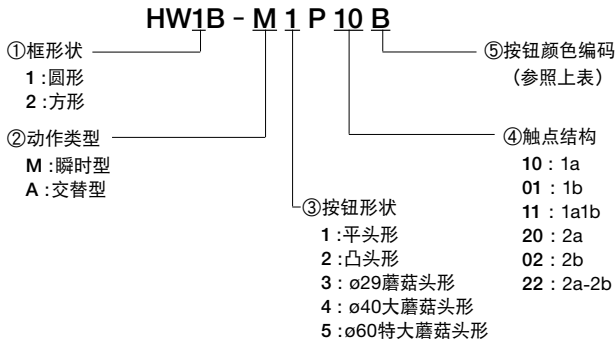 HW1B - M 1 P 10 B
①框形状
1 :圆形
2 :方形
②动作类型
M :瞬时型
A :交替型
③按钮形状
1 :平头形
2 :凸头形
3 : ø29蘑菇头形
4 : ø40大蘑菇头形
5 :ø60特大蘑菇头形
④触点结构
10 : 1a
01 : 1b
11 : 1a1b
20 : 2a
02 : 2b
22 : 2a-2b
⑤按钮颜色编码
（参照上表）